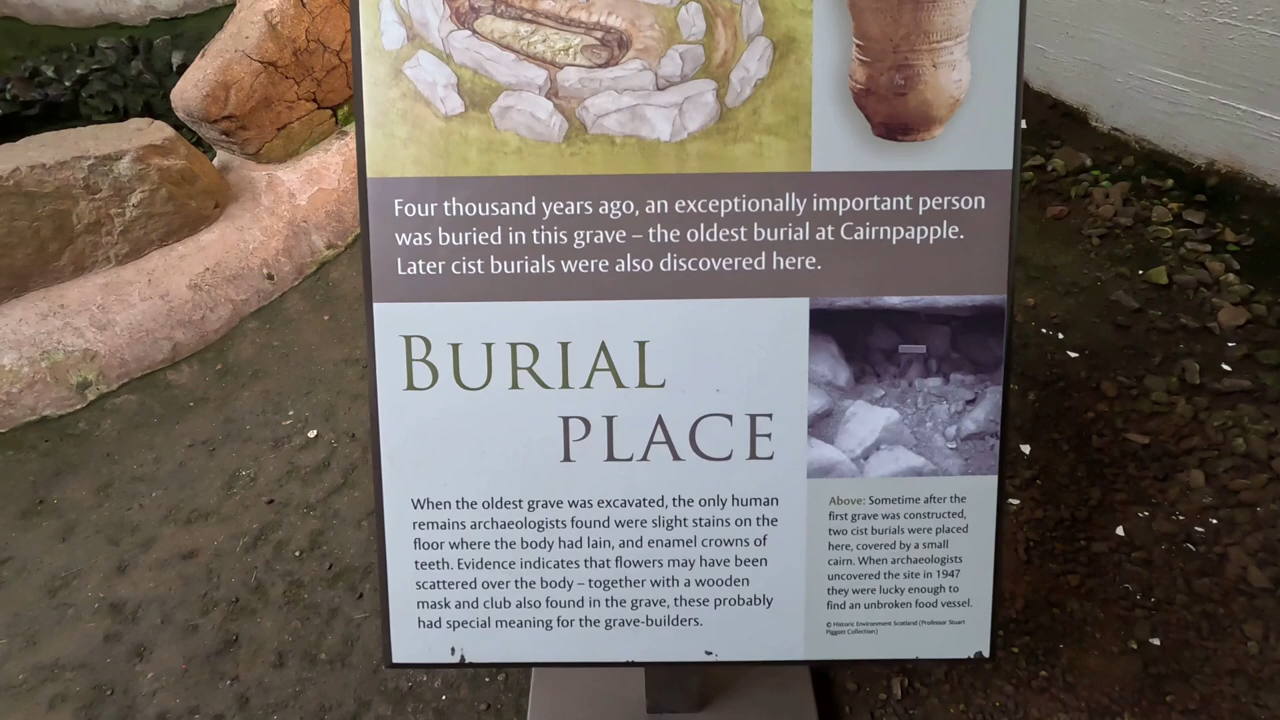 Four thousand years ago, an exceptionally important person
was buried in this grave – the oldest burial at Cairnpapple.
Later cist burials were also discovered here.
BURIAL
PLACE
When the oldest grave was excavated, the only human
remains archaeologists found were slight stains on the
floor where the body had lain, and enamel crowns of
teeth. Evidence indicates that flowers may have been
scattered over the body – together with a wooden
mask and club also found in the grave, these probably
had special meaning for the grave-builders.
Above: Sometime after the
first grave was constructed,
two cist burials were placed
here, covered by a small
cairn. When archaeologists
uncovered the site in 1947
they were lucky enough to
find an unbroken food vessel.
© Historic Environment Scotland (Professor Stuart
Piggott Collection)